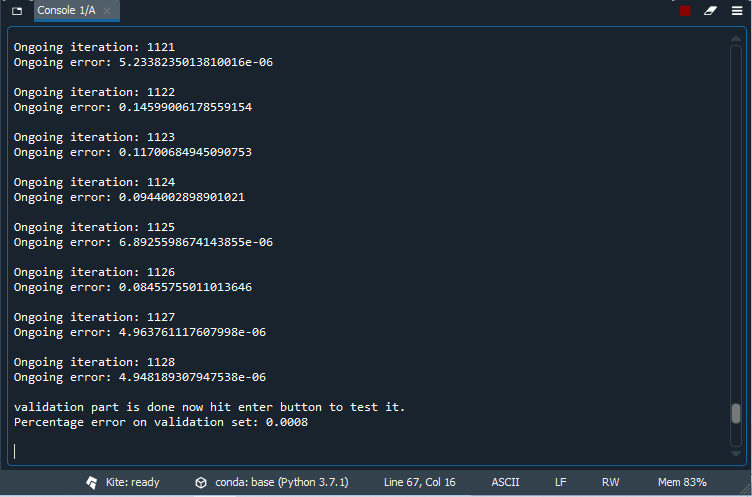 Console 1/A
Ongoing iteration: 1121
Ongoing error: 5.2338235013810016e-06
Ongoing iteration: 1122
Ongoing error: 0.14599006178559154
Ongoing iteration: 1123
Ongoing error: 0.11700684945090753
Ongoing iteration: 1124
Ongoing error: 0.0944002898901021
Ongoing iteration: 1125
Ongoing error: 6.8925598674143855e-06
Ongoing iteration: 1126
Ongoing error: 0.08455755011013646
Ongoing iteration: 1127
Ongoing error: 4.963761117607998e-06
Ongoing iteration: 1128
Ongoing error: 4.948189307947538e-06
validation part is done now hit enter button to test it.
Percentage error on validation set: 0.0008
Kite: ready conda: base (Python 3.7.1) Line 67, Col 16 ASCII LF RW Mem 83%